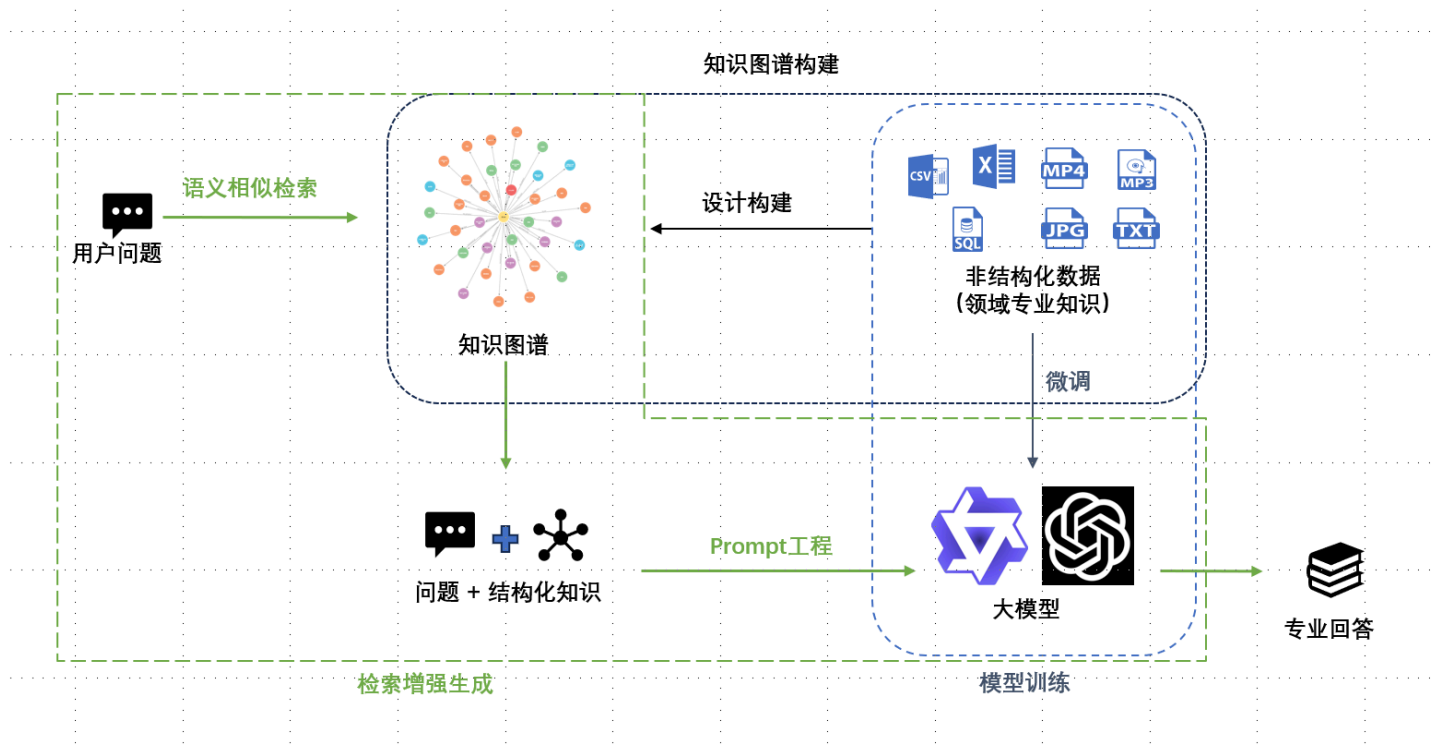 知识图谱构建
CSV
X
MP4
MP3
语义相似检索
设计构建
SQL
JPG
TXT
用户问题
非结构化数据
（领域专业知识）
知识图谱
微调
Prompt工程
问题 + 结构化知识
大模型
专业回答
检索增强生成
模型训练